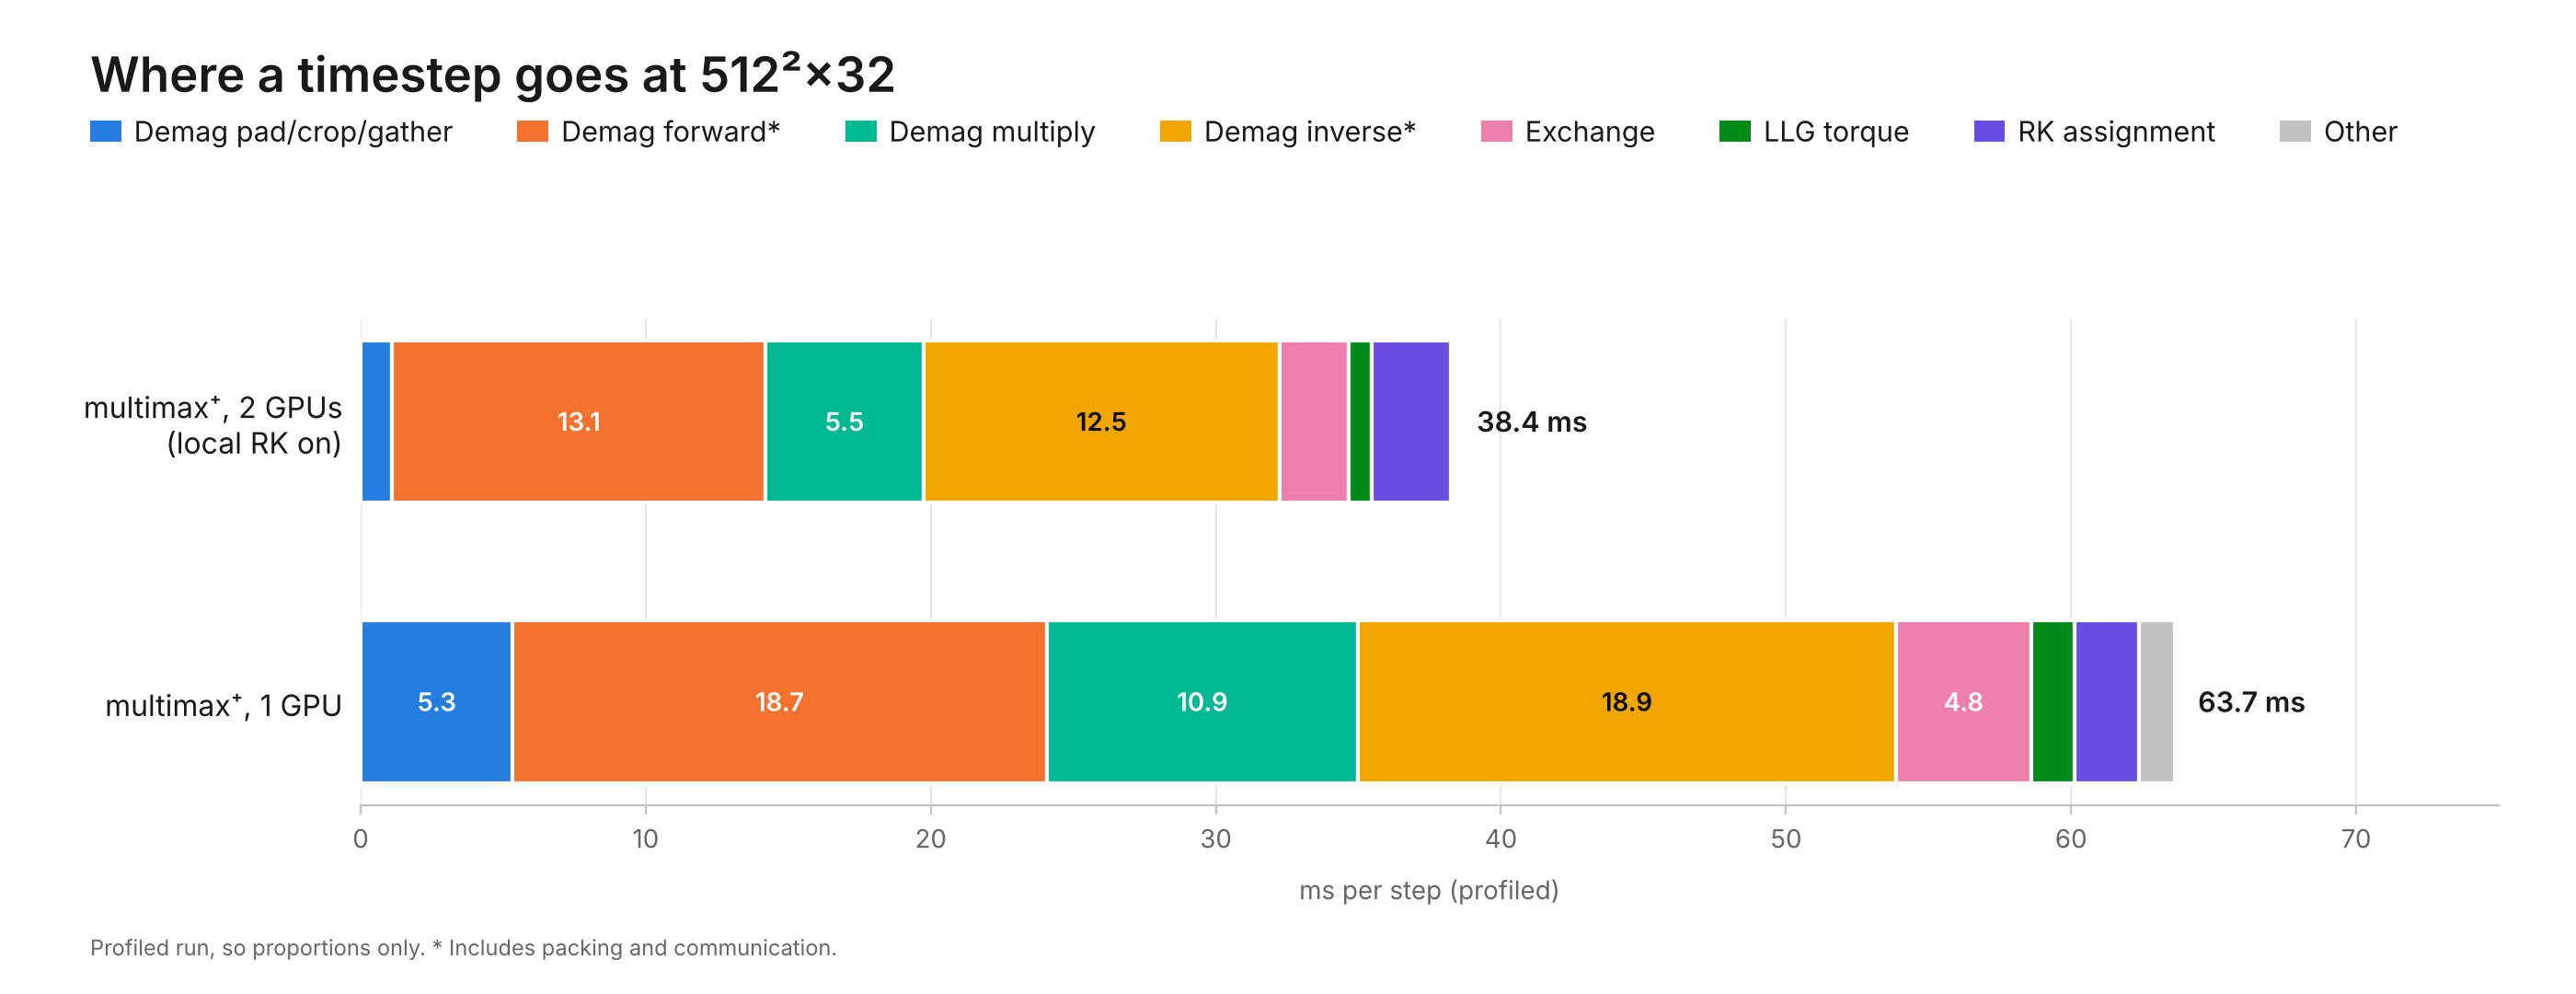 Where a timestep goes at 512²×32
Demag pad/crop/gather Demag forward* Demag multiply Demag inverse* Exchange LLG torque RK assignment Other
multimax⁺, 2 GPUs
(local RK on)
13.1 5.5 12.5 38.4 ms
multimax⁺, 1 GPU
5.3 18.7 10.9 18.9 4.8 63.7 ms
0 10 20 30 40 50 60 70
ms per step (profiled)
Profiled run, so proportions only. * Includes packing and communication.